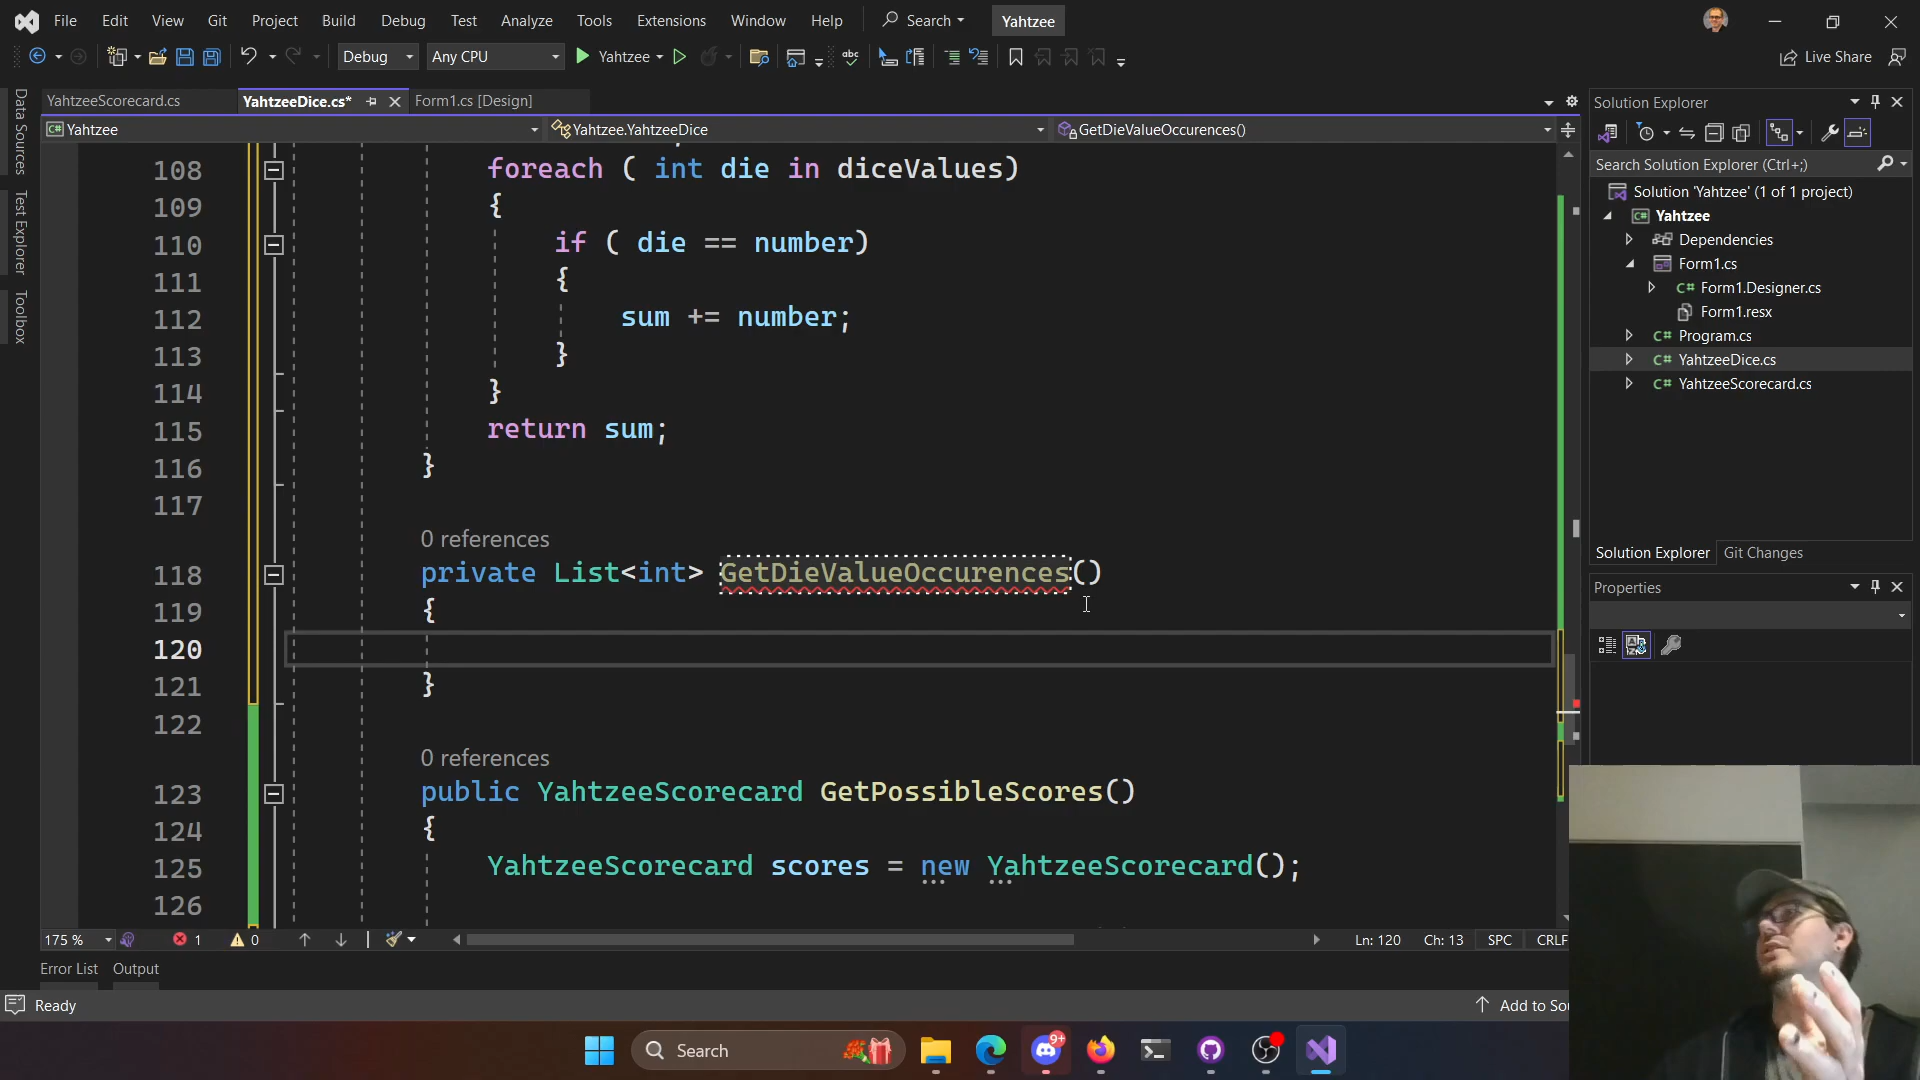 File Edit View Git Project Build Debug Test Analyze Tools Extensions Window Help Search Yahtzee
Debug Any CPU Yahtzee Live Share
YahtzeeScorecard.cs YahtzeeDice.cs* Form1.cs [Design]
Yahtzee Yahtzee.YahtzeeDice GetDieValueOccurences()
Data Sources
Test Explorer
Toolbox
108 foreach ( int die in diceValues)
109 {
110 if ( die == number)
111 {
112 sum += number;
113 }
114 }
115 return sum;
116 }
117
0 references
118 private List<int> GetDieValueOccurences()
119 {
120
121 }
122
0 references
123 public YahtzeeScorecard GetPossibleScores()
124 {
125 YahtzeeScorecard scores = new YahtzeeScorecard();
126
175 % 1 0 Ln: 120 Ch: 13 SPC CRLF
Error List Output
Ready Add to Sou
Solution Explorer
Search Solution Explorer (Ctrl+;)
Solution 'Yahtzee' (1 of 1 project)
Yahtzee
Dependencies
Form1.cs
Form1.Designer.cs
Form1.resx
Program.cs
YahtzeeDice.cs
YahtzeeScorecard.cs
Solution Explorer Git Changes
Properties
Search 9+